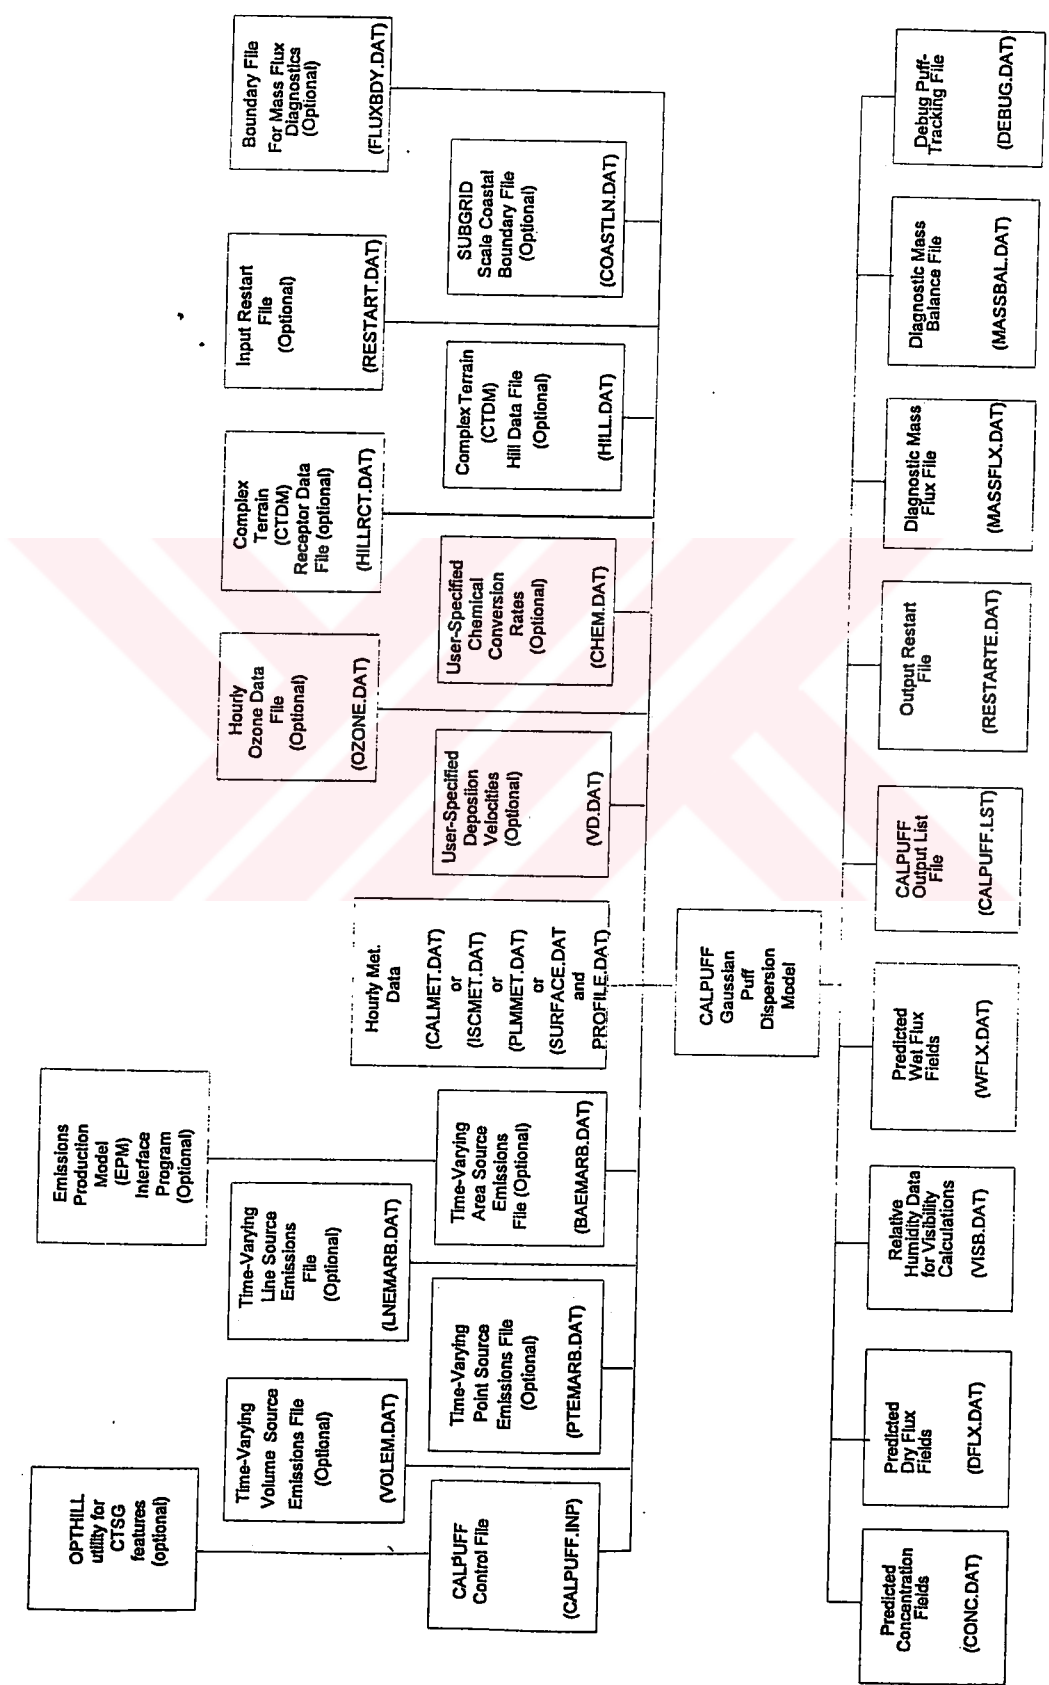 OPTHILL
utility for
CTSG
features
(optional)
Emissions
Production
Model
(EPM)
Interface
Program
(Optional)
Time-Varying
Volume Source
Emissions File
(Optional)
(VOLEM.DAT)
Time-Varying
Line Source
Emissions
File
(Optional)
(LNEMARB.DAT)
Hourly
Ozone Data
File
(Optional)
(OZONE.DAT)
Complex
Terrain
(CTDM)
Receptor Data
File (optional)
(HILLRCT.DAT)
Input Restart
File
(Optional)
(RESTART.DAT)
Boundary File
For Mass Flux
Diagnostics
(Optional)
(FLUXBDY.DAT)
CALPUFF
Control File
(CALPUFF.INP)
Time-Varying
Point Source
Emissions File
(Optional)
(PTEMARB.DAT)
Time-Varying
Area Source
Emissions
File (Optional)
(BAEMARB.DAT)
Hourly Met.
Data
(CALMET.DAT)
or
(ISCMET.DAT)
or
(PLMMET.DAT)
or
(SURFACE.DAT
and
PROFILE.DAT)
User-Specified
Deposiion
Velocities
(Optional)
(VD.DAT)
User-Specified
Chemical
Conversion
Rates
(Optional)
(CHEM.DAT)
Complex Terrain
(CTDM)
Hill Data File
(Optional)
(HILL.DAT)
SUBGRID
Scale Coastal
Boundary File
(Optional)
(COASTLN.DAT)
CALPUFF
Gaussian
Puff
Dispersion
Model
Predicted
Concentration
Fields
(CONC.DAT)
Predicted
Dry Flux
Fields
(DFLX.DAT)
Relative
Humidity Data
for Visibility
Calculations
(VISB.DAT)
Predicted
Wet Flux
Fields
(WFLX.DAT)
CALPUFF
Output List
File
(CALPUFF.LST)
Output Restart
File
(RESTARTE.DAT)
Diagnostic Mass
Flux File
(MASSFLX.DAT)
Diagnostic Mass
Balance File
(MASSBAL.DAT)
Debug Puff-
Tracking File
(DEBUG.DAT)